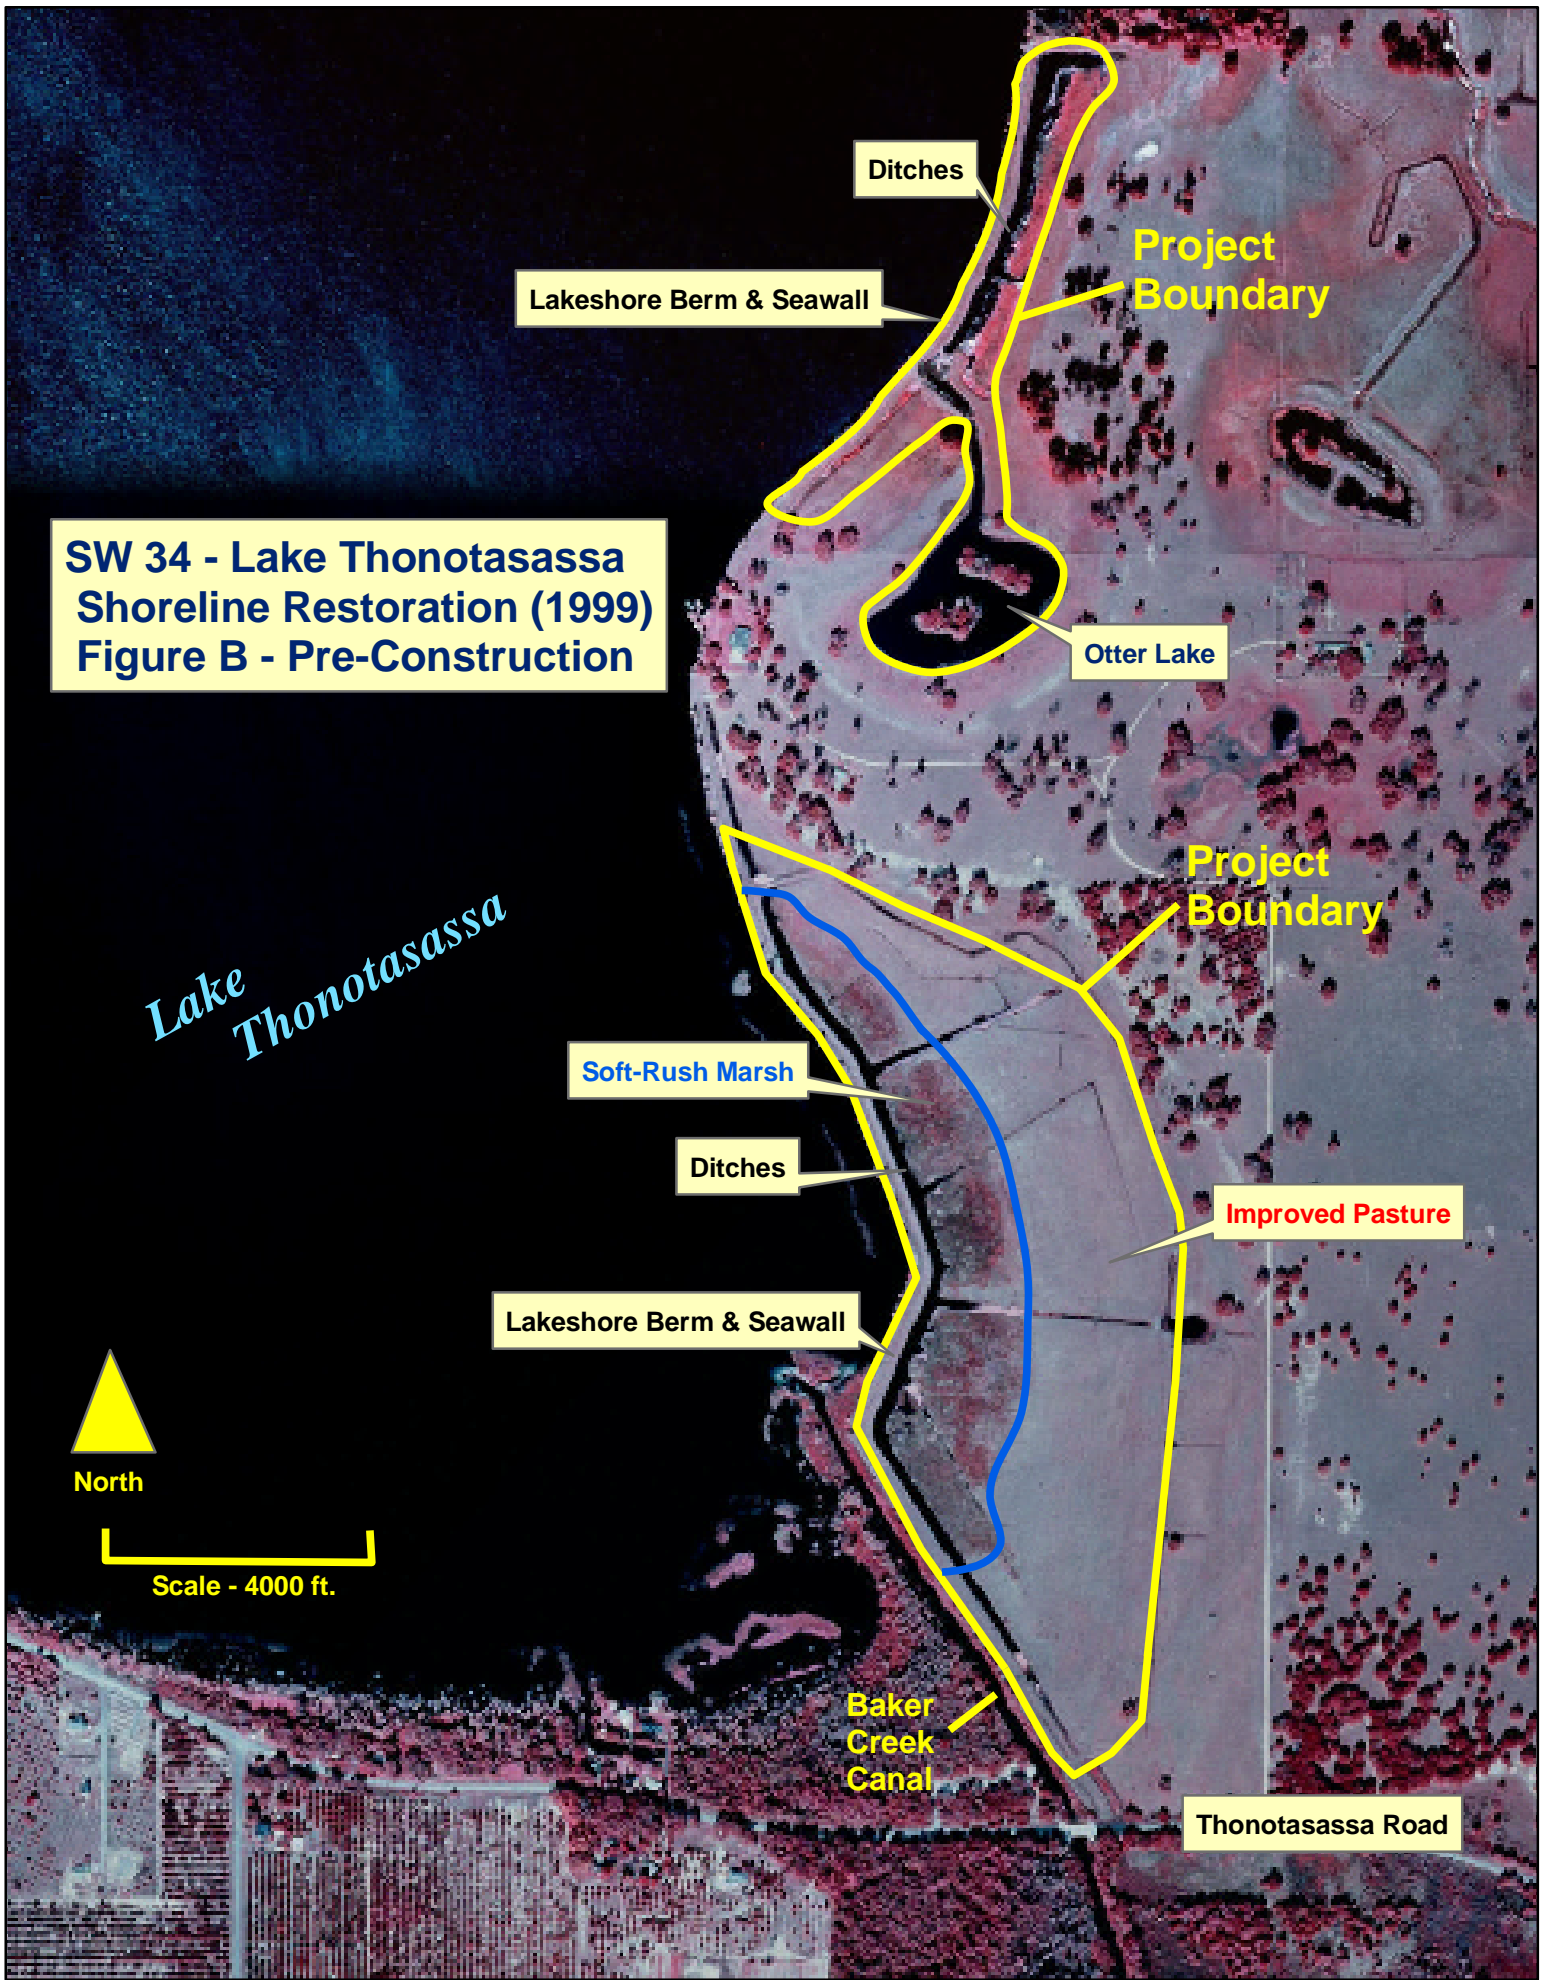 Ditches
Project
Boundary
Lakeshore Berm & Seawall
SW 34 - Lake Thonotasassa
Shoreline Restoration (1999)
Figure B - Pre-Construction
Otter Lake
Project
Boundary
Lake
Thonotasassa
Soft-Rush Marsh
Ditches
Improved Pasture
Lakeshore Berm & Seawall
North
Scale - 4000 ft.
Baker
Creek
Canal
Thonotasassa Road